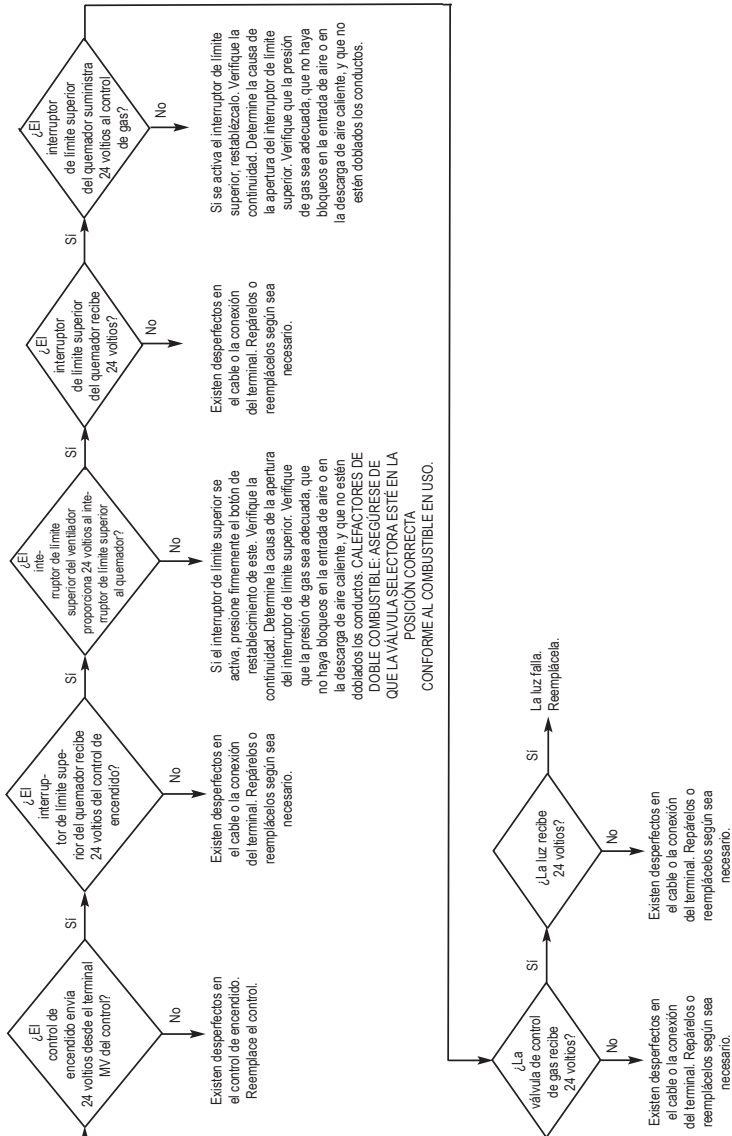 ¿El
control de
encendido envía
24 voltios desde el terminal
MV del control?
Sí
No
Existen desperfectos en
el control de encendido.
Reemplace el control.
¿El
interrup-
tor de límite supe-
rior del quemador recibe
24 voltios del control de
encendido?
Sí
No
Existen desperfectos en
el cable o la conexión
del terminal. Repárelos o
reemplácelos según sea
necesario.
¿El
inte-
rruptor de límite
superior del ventilador
proporciona 24 voltios al inte-
rruptor de límite superior
al quemador?
Sí
No
Si el interruptor de límite superior se
activa, presione firmemente el botón de
restablecimiento de este. Verifique la
continuidad. Determine la causa de la apertura
del interruptor de límite superior. Verifique
que la presión de gas sea adecuada, que
no haya bloqueos en la entrada de aire o en
la descarga de aire caliente, y que no estén
doblados los conductos. CALEFACTORES DE
DOBLE COMBUSTIBLE: ASEGÚRESE DE
QUE LA VÁLVULA SELECTORA ESTÉ EN LA
POSICIÓN CORRECTA
CONFORME AL COMBUSTIBLE EN USO.
¿El
interruptor
de límite superior
del quemador recibe
24 voltios?
Sí
No
Existen desperfectos en
el cable o la conexión
del terminal. Repárelos o
reemplácelos según sea
necesario.
¿El
interruptor
de límite superior
del quemador suministra
24 voltios al control
de gas?
No
Si se activa el interruptor de límite
superior, restablézcalo. Verifique la
continuidad. Determine la causa de
la apertura del interruptor de límite
superior. Verifique que la presión
de gas sea adecuada, que no haya
bloqueos en la entrada de aire o en
la descarga de aire caliente, y que no
estén doblados los conductos.
¿La
válvula de control
de gas recibe
24 voltios?
Sí
No
Existen desperfectos en
el cable o la conexión
del terminal. Repárelos o
reemplácelos según sea
necesario.
¿La luz recibe
24 voltios?
Sí
No
Existen desperfectos en
el cable o la conexión
del terminal. Repárelos o
reemplácelos según sea
necesario.
La luz falla.
Reemplácela.